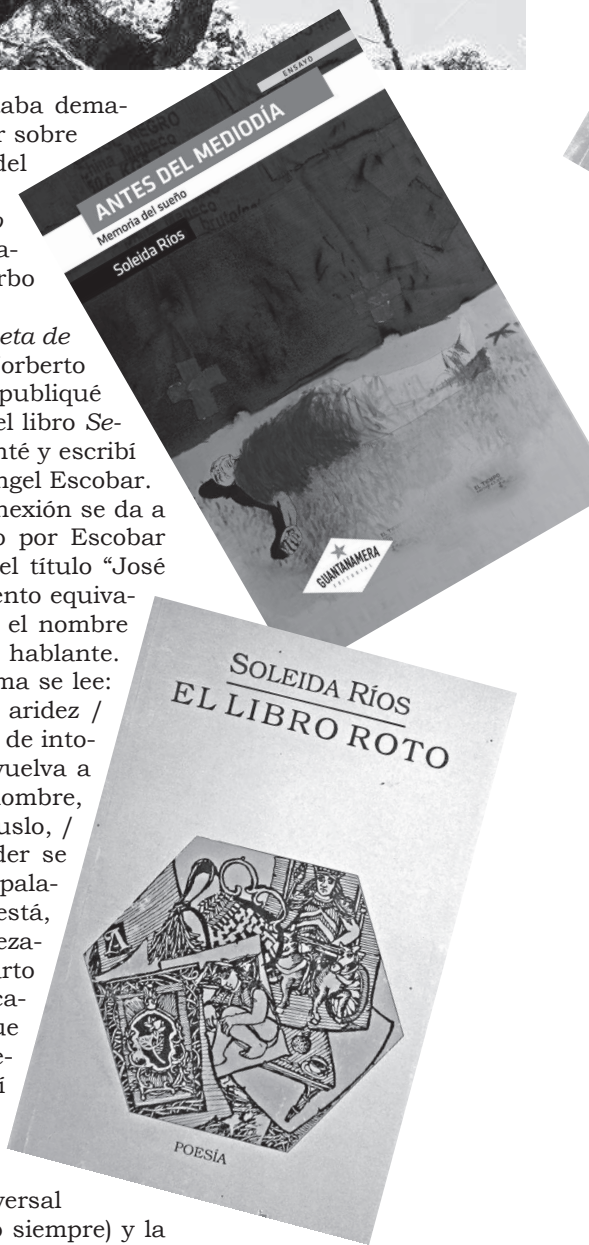 aba dema-
r sobre
del
o
a-
rbo
eta de
orberto
publiqué
el libro Se-
nté y escribí
ngel Escobar.
nexión se da a
o por Escobar
el título “José
ento equiva-
el nombre
hablante.
ma se lee:
aridez /
de into-
vuelva a
nombre,
uslo, /
der se
pala-
está,
eza-
rto
ca-
ue
e-
í
versal
o siempre) y la
ENSAYO
NEGRO
ANTES DEL MEDIODÍA
Memoria del sueño
Soleida Ríos
GUANTANAMERA
EDITORIAL
SOLEIDA RÍOS
EL LIBRO ROTO
A
POESÍA